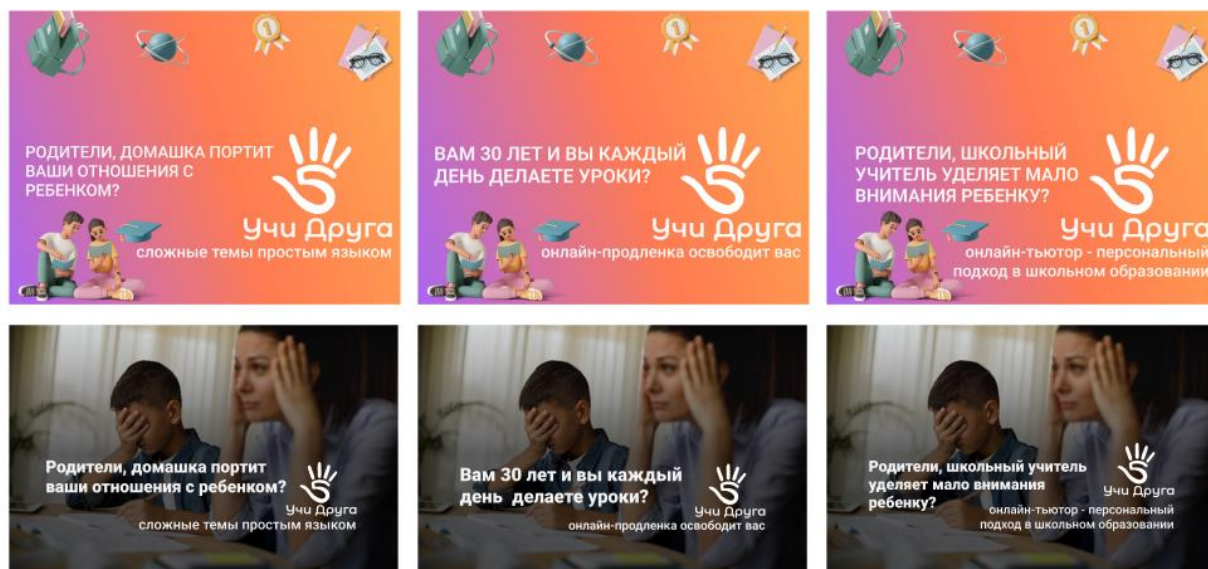 РОДИТЕЛИ, ДОМАШКА ПОРТИТ
ВАШИ ОТНОШЕНИЯ С
РЕБЕНКОМ?
Учи Друга
сложные темы простым языком
ВАМ 30 ЛЕТ И ВЫ КАЖДЫЙ
ДЕНЬ ДЕЛАЕТЕ УРОКИ?
Учи Друга
онлайн-продленка освободит вас
РОДИТЕЛИ, ШКОЛЬНЫЙ
УЧИТЕЛЬ УДЕЛЯЕТ МАЛО
ВНИМАНИЯ РЕБЕНКУ?
Учи Друга
онлайн-тьютор - персональный
подход в школьном образовании
Родители, домашка портит
ваши отношения с ребенком?
Учи Друга
сложные темы простым языком
Вам 30 лет и вы каждый
день делаете уроки?
Учи Друга
онлайн-продленка освободит вас
Родители, школьный учитель
уделяет мало внимания
ребенку?
Учи Друга
онлайн-тьютор - персональный
подход в школьном образовании